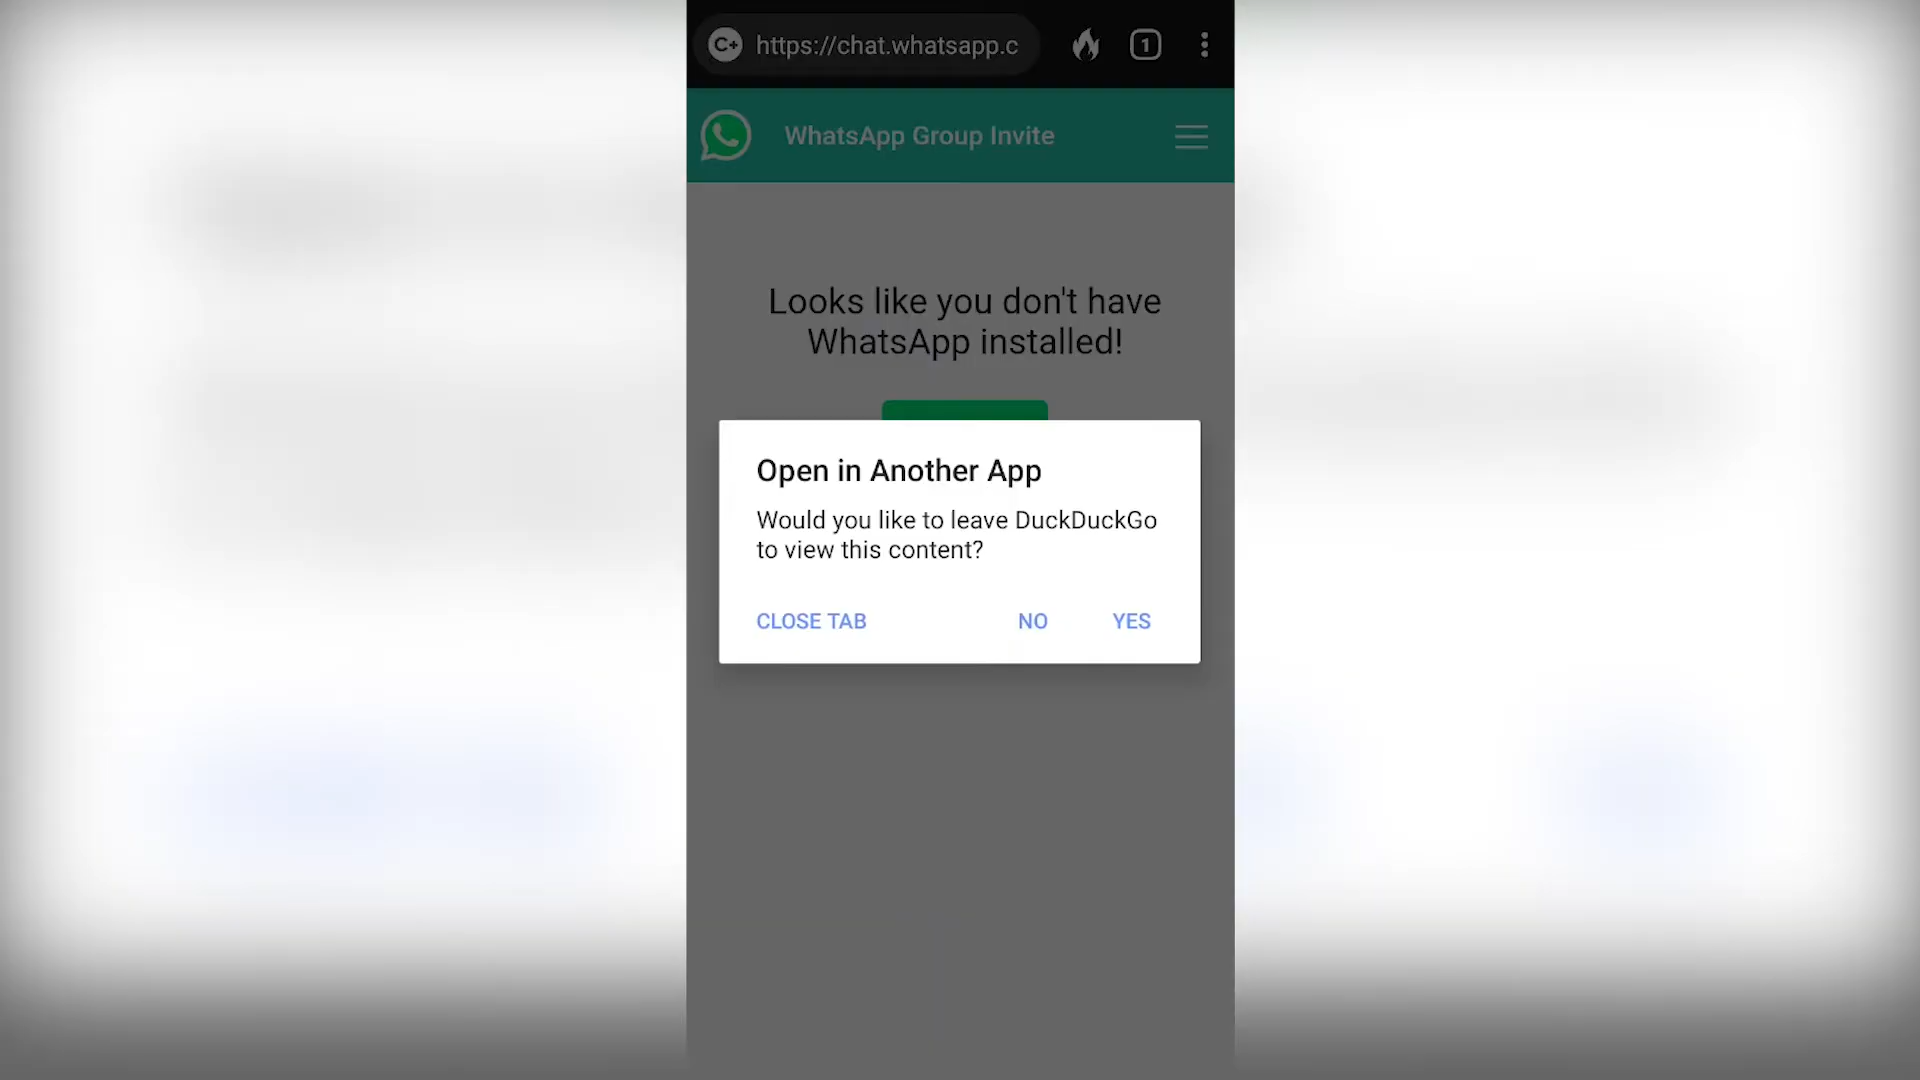 C+ https://chat.whatsapp.c 1
WhatsApp Group Invite
Looks like you don't have
WhatsApp installed!
Open in Another App
Would you like to leave DuckDuckGo
to view this content?
CLOSE TAB NO YES